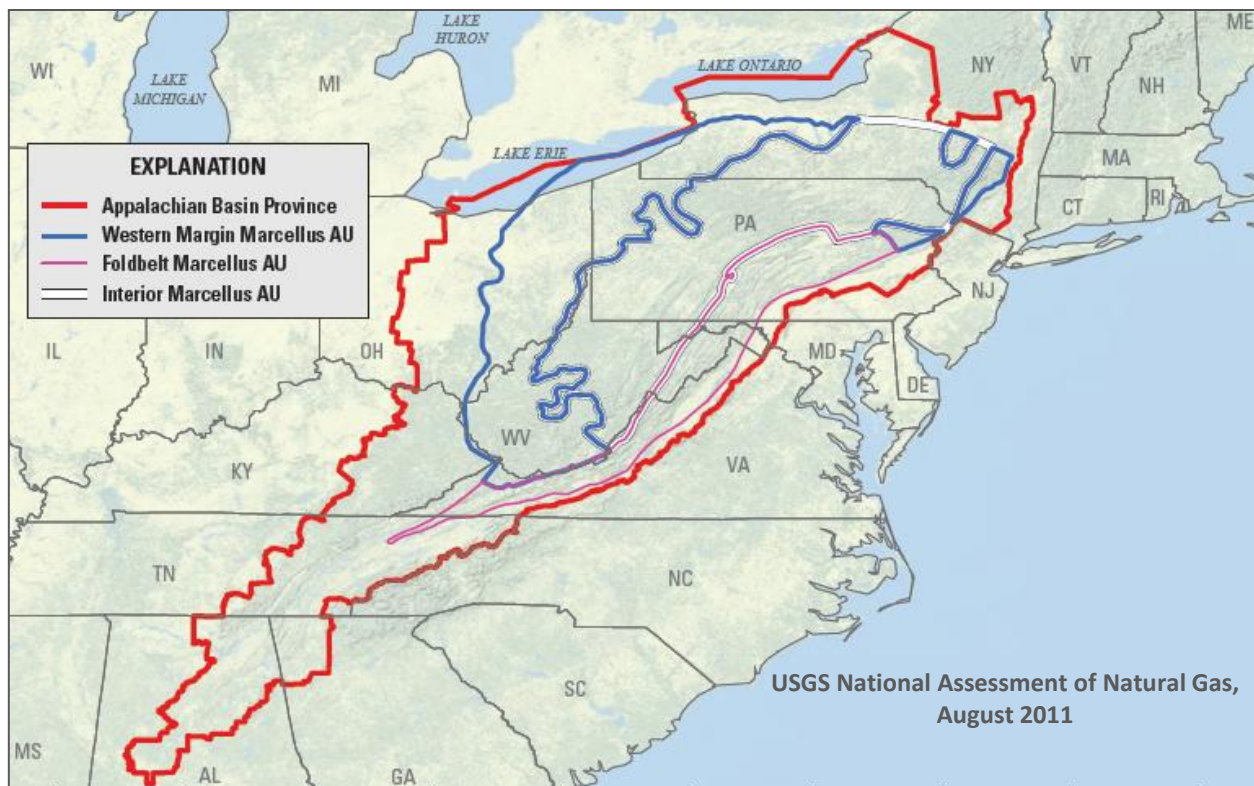 LAKE
HURON
ME
WI
LAKE
MICHIGAN
MI
LAKE ONTARIO
NY
VT
NH
LAKE ERIE
MA
CT
RI
EXPLANATION
Appalachian Basin Province
Western Margin Marcellus AU
Foldbelt Marcellus AU
Interior Marcellus AU
PA
NJ
IL
IN
OH
MD
DE
WV
KY
VA
TN
NC
SC
USGS National Assessment of Natural Gas,
August 2011
MS
AL
GA